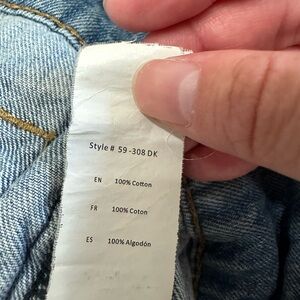 Style # 59-308 DK
EN 100% Cotton
FR 100% Coton
ES 100% Algodón